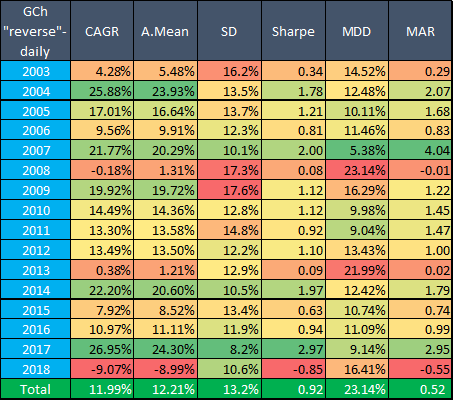 GCh "reverse"- daily CAGR A.Mean SD Sharpe MDD MAR
2003 4.28% 5.48% 16.2% 0.34 14.52% 0.29
2004 25.88% 23.93% 13.5% 1.78 12.48% 2.07
2005 17.01% 16.64% 13.7% 1.21 10.11% 1.68
2006 9.56% 9.91% 12.3% 0.81 11.46% 0.83
2007 21.77% 20.29% 10.1% 2.00 5.38% 4.04
2008 -0.18% 1.31% 17.3% 0.08 23.14% -0.01
2009 19.92% 19.72% 17.6% 1.12 16.29% 1.22
2010 14.49% 14.36% 12.8% 1.12 9.98% 1.45
2011 13.30% 13.58% 14.8% 0.92 9.04% 1.47
2012 13.49% 13.50% 12.2% 1.10 13.43% 1.00
2013 0.38% 1.21% 12.9% 0.09 21.99% 0.02
2014 22.20% 20.60% 10.5% 1.97 12.42% 1.79
2015 7.92% 8.52% 13.4% 0.63 10.74% 0.74
2016 10.97% 11.11% 11.9% 0.94 11.09% 0.99
2017 26.95% 24.30% 8.2% 2.97 9.14% 2.95
2018 -9.07% -8.99% 10.6% -0.85 16.41% -0.55
Total 11.99% 12.21% 13.2% 0.92 23.14% 0.52